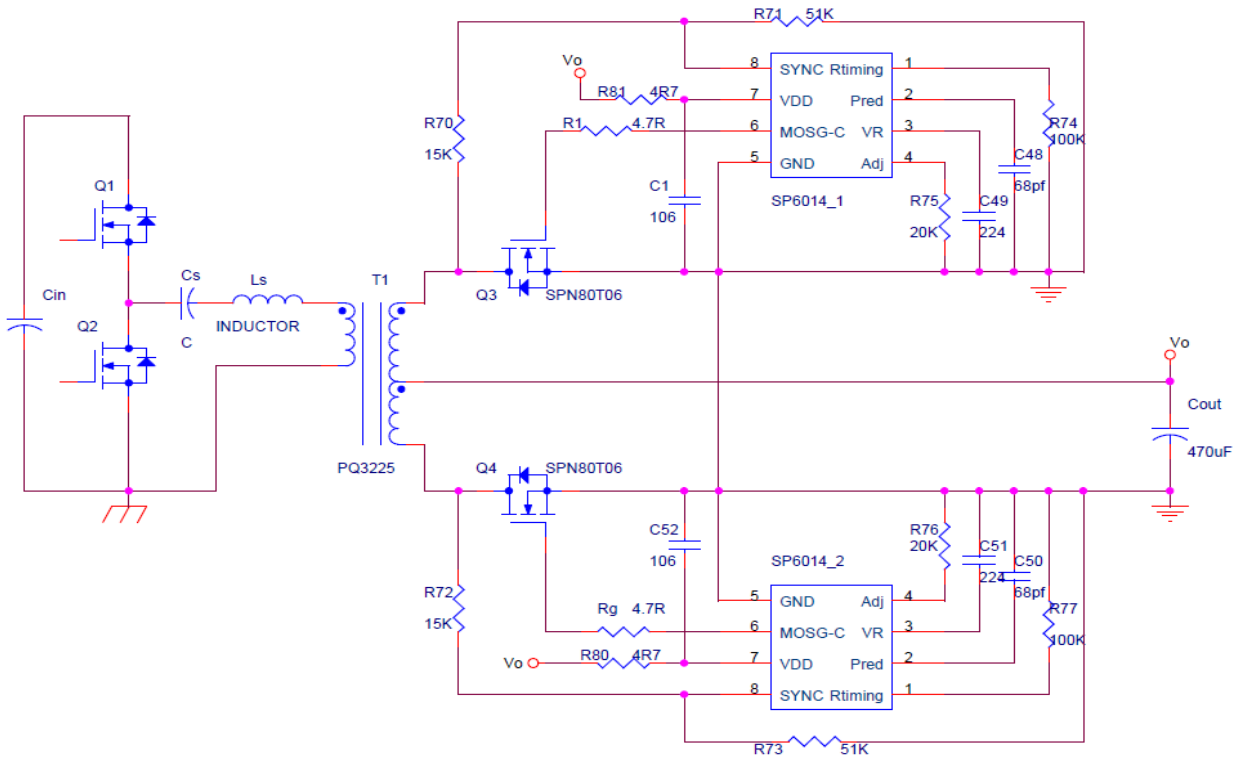 R71 51K
Vo
8 SYNC Rtiming 1
R81 4R7 7 VDD Pred 2
R70 R1 4.7R 6 MOSG-C VR 3 R74
15K 100K
5 GND Adj 4 C48
68pf
Q1 C1 R75 C49
106 SP6014_1 20K 224
Cs Ls T1 Q3 SPN80T06
Cin
Q2 C INDUCTOR
Vo
Cout
470uF
PQ3225 Q4 SPN80T06
C52 R76 C51
106 20K 224
SP6014_2 C50
68pf
R72 Rg 4.7R 5 GND Adj 4 R77
15K 6 MOSG-C VR 3 100K
Vo R80 4R7 7 VDD Pred 2
8 SYNC Rtiming 1
R73 51K